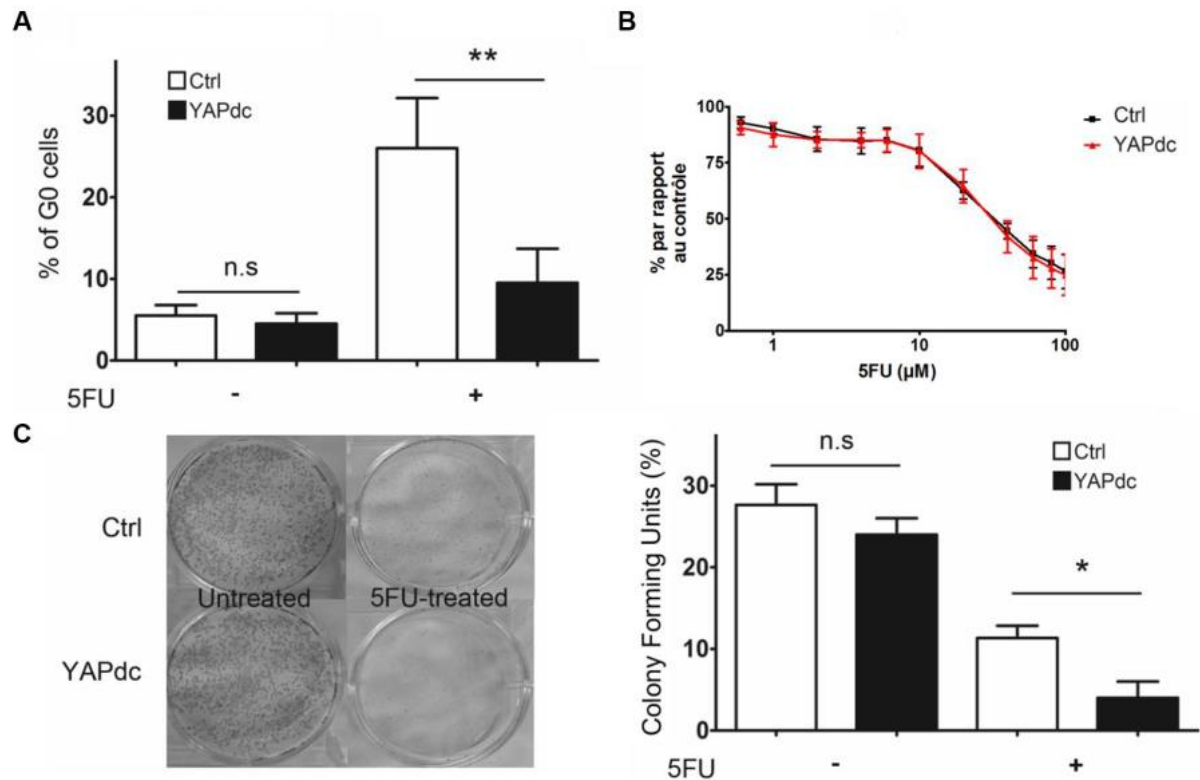 A
% of G0 cells
30
20
10
0
Ctrl
YAPdc
**
n.s
5FU
-
+
B
% par rapport
au contrôle
100
75
50
25
0
1
10
100
5FU (µM)
Ctrl
YAPdc
C
Ctrl
Untreated
5FU-treated
YAPdc
Colony Forming Units (%)
30
20
10
0
n.s
Ctrl
YAPdc
*
5FU
-
+